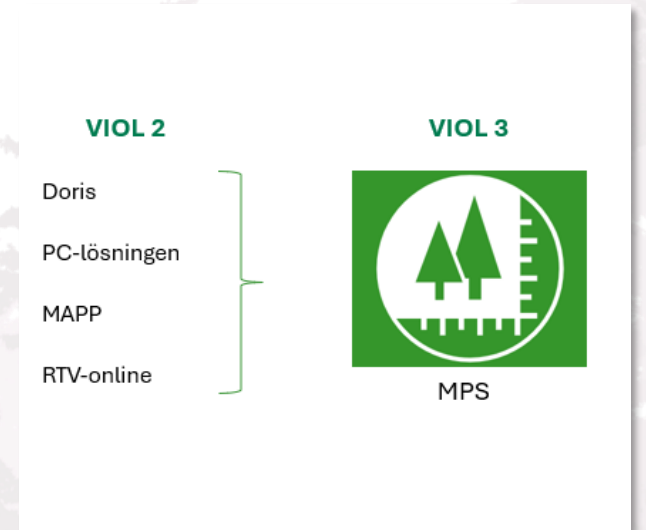 VIOL 2
VIOL 3
Doris
PC-lösningen
MAPP
RTV-online
MPS